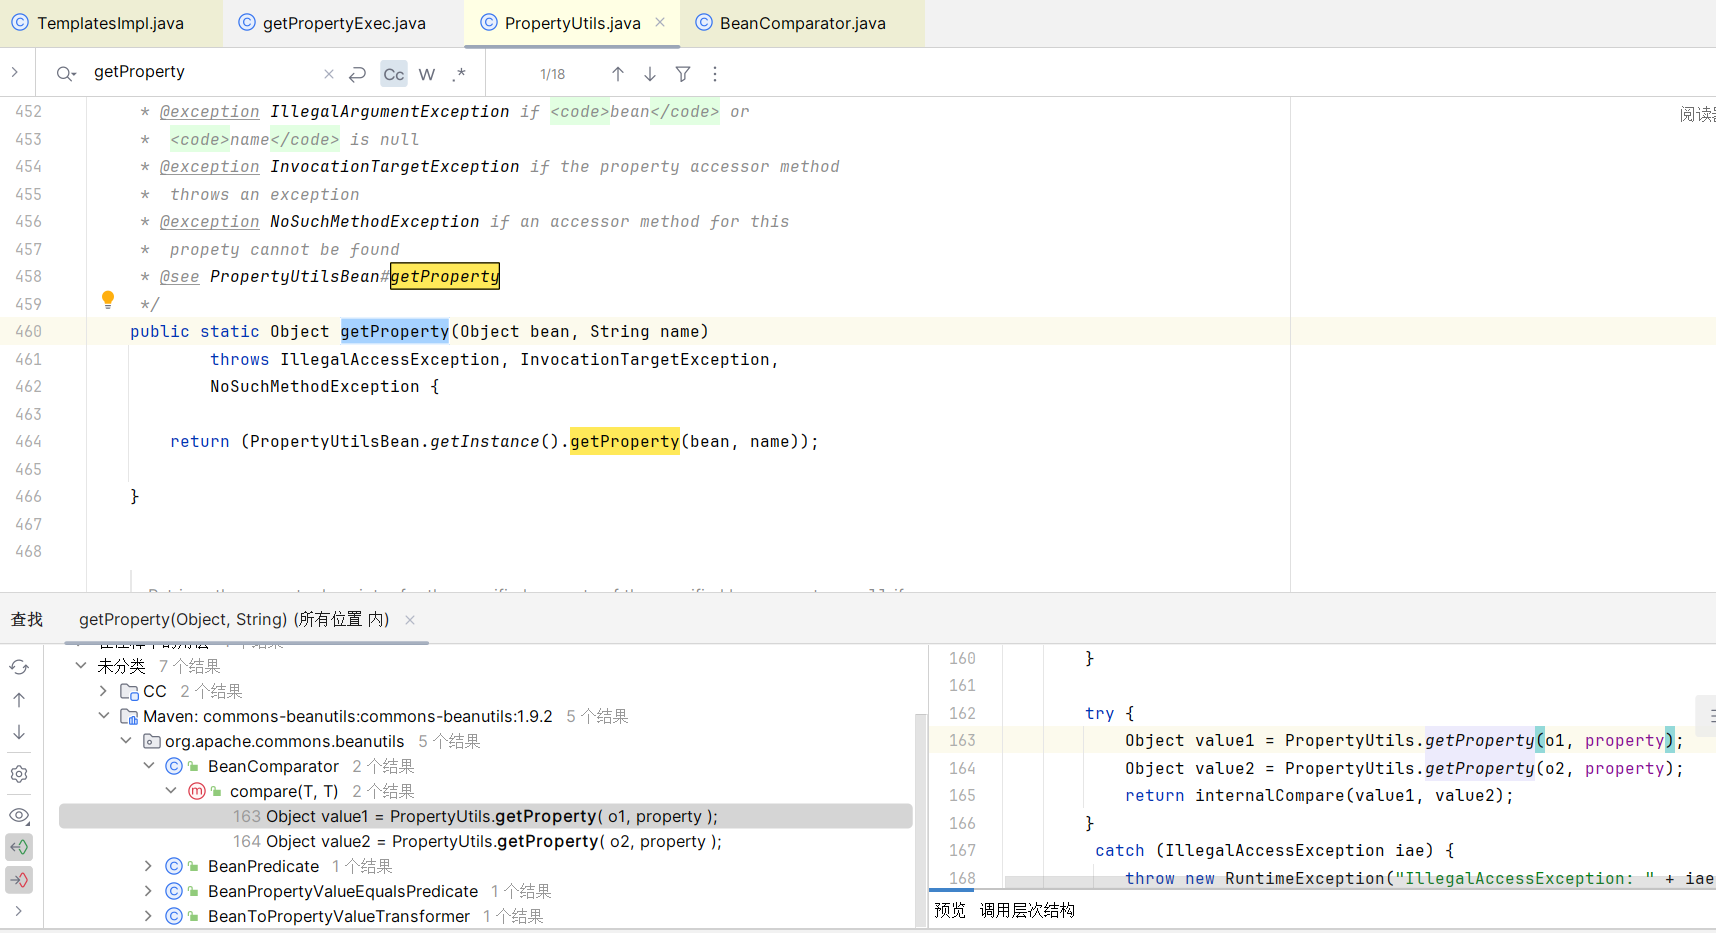 TemplatesImpl.java
getPropertyExec.java
PropertyUtils.java
BeanComparator.java
getProperty
Cc W .*
1/18
452 * @exception IllegalArgumentException if <code>bean</code> or
453 * <code>name</code> is null
454 * @exception InvocationTargetException if the property accessor method
455 * throws an exception
456 * @exception NoSuchMethodException if an accessor method for this
457 * propety cannot be found
458 * @see PropertyUtilsBean#getProperty
459 */
460 public static Object getProperty(Object bean, String name)
461 throws IllegalAccessException, InvocationTargetException,
462 NoSuchMethodException {
463
464 return (PropertyUtilsBean.getInstance().getProperty(bean, name));
465
466 }
467
468
阅读
查找 getProperty(Object, String) (所有位置 内)
未分类 7 个结果
CC 2 个结果
Maven: commons-beanutils:commons-beanutils:1.9.2 5 个结果
org.apache.commons.beanutils 5 个结果
BeanComparator 2 个结果
compare(T, T) 2 个结果
163 Object value1 = PropertyUtils.getProperty( o1, property );
164 Object value2 = PropertyUtils.getProperty( o2, property );
BeanPredicate 1 个结果
BeanPropertyValueEqualsPredicate 1 个结果
BeanToPropertyValueTransformer 1 个结果
160 }
161
162 try {
163 Object value1 = PropertyUtils.getProperty(o1, property);
164 Object value2 = PropertyUtils.getProperty(o2, property);
165 return internalCompare(value1, value2);
166 }
167 catch (IllegalAccessException iae) {
168 throw new RuntimeException("IllegalAccessException: " + iae
预览 调用层次结构